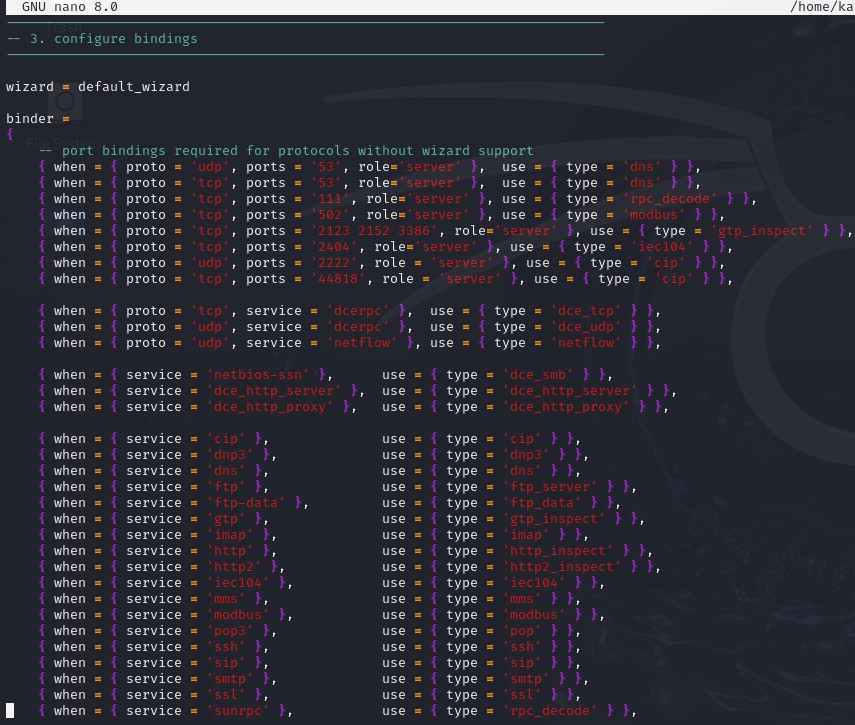 GNU nano 8.0 /home/ka
-- 3. configure bindings
wizard = default_wizard
binder =
{
-- port bindings required for protocols without wizard support
{ when = { proto = 'udp', ports = '53', role='server' },  use = { type = 'dns' } },
{ when = { proto = 'tcp', ports = '53', role='server' },  use = { type = 'dns' } },
{ when = { proto = 'tcp', ports = '111', role='server' }, use = { type = 'rpc_decode' } },
{ when = { proto = 'tcp', ports = '502', role='server' }, use = { type = 'modbus' } },
{ when = { proto = 'tcp', ports = '2123 2152 3386', role='server' }, use = { type = 'gtp_inspect' } },
{ when = { proto = 'tcp', ports = '2404', role='server' }, use = { type = 'iec104' } },
{ when = { proto = 'udp', ports = '2222', role = 'server' }, use = { type = 'cip' } },
{ when = { proto = 'tcp', ports = '44818', role = 'server' }, use = { type = 'cip' } },
{ when = { proto = 'tcp', service = 'dcerpc' },  use = { type = 'dce_tcp' } },
{ when = { proto = 'udp', service = 'dcerpc' },  use = { type = 'dce_udp' } },
{ when = { proto = 'udp', service = 'netflow' }, use = { type = 'netflow' } },
{ when = { service = 'netbios-ssn' },      use = { type = 'dce_smb' } },
{ when = { service = 'dce_http_server' },  use = { type = 'dce_http_server' } },
{ when = { service = 'dce_http_proxy' },   use = { type = 'dce_http_proxy' } },
{ when = { service = 'cip' },              use = { type = 'cip' } },
{ when = { service = 'dnp3' },             use = { type = 'dnp3' } },
{ when = { service = 'dns' },              use = { type = 'dns' } },
{ when = { service = 'ftp' },              use = { type = 'ftp_server' } },
{ when = { service = 'ftp-data' },         use = { type = 'ftp_data' } },
{ when = { service = 'gtp' },              use = { type = 'gtp_inspect' } },
{ when = { service = 'imap' },             use = { type = 'imap' } },
{ when = { service = 'http' },             use = { type = 'http_inspect' } },
{ when = { service = 'http2' },            use = { type = 'http2_inspect' } },
{ when = { service = 'iec104' },           use = { type = 'iec104' } },
{ when = { service = 'mms' },              use = { type = 'mms' } },
{ when = { service = 'modbus' },           use = { type = 'modbus' } },
{ when = { service = 'pop3' },             use = { type = 'pop' } },
{ when = { service = 'ssh' },              use = { type = 'ssh' } },
{ when = { service = 'sip' },              use = { type = 'sip' } },
{ when = { service = 'smtp' },             use = { type = 'smtp' } },
{ when = { service = 'ssl' },              use = { type = 'ssl' } },
{ when = { service = 'sunrpc' },           use = { type = 'rpc_decode' } },